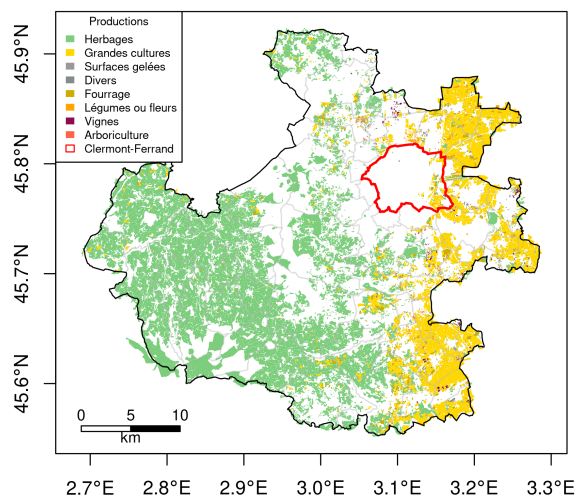 Productions
Herbages
Grandes cultures
Surfaces gelées
Divers
Fourrage
Légumes ou fleurs
Vignes
Arboriculture
Clermont-Ferrand
45.9°N
45.8°N
45.7°N
45.6°N
0 5 10
km
2.7°E 2.8°E 2.9°E 3.0°E 3.1°E 3.2°E 3.3°E